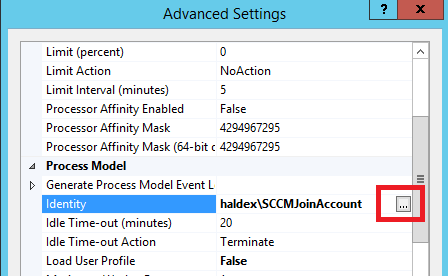 Advanced Settings
?
x
Limit (percent) 0
Limit Action NoAction
Limit Interval (minutes) 5
Processor Affinity Enabled False
Processor Affinity Mask 4294967295
Processor Affinity Mask (64-bit o 4294967295
Process Model
Generate Process Model Event L
Identity haldex\SCCMJoinAccount ...
Idle Time-out (minutes) 20
Idle Time-out Action Terminate
Load User Profile False